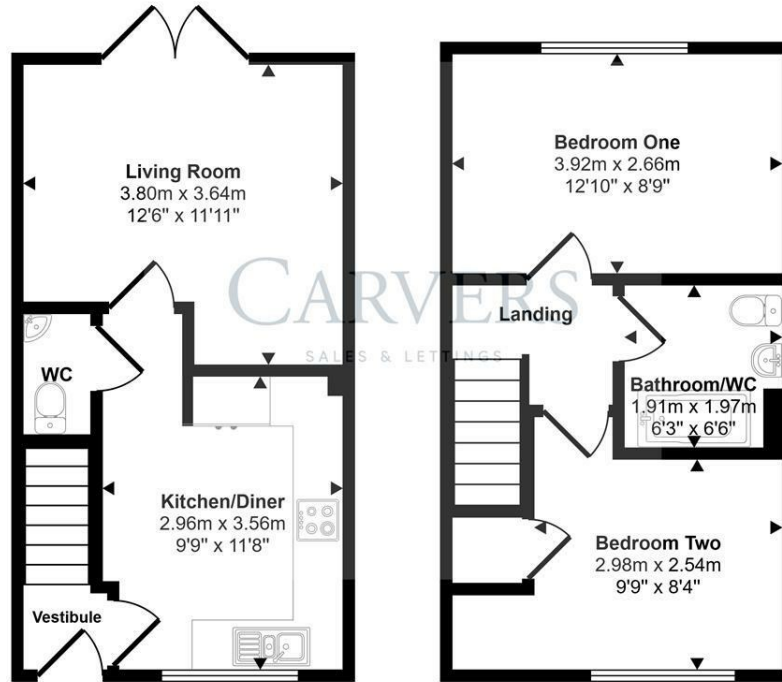 Living Room
3.80m x 3.64m
12'6" x 11'11"
WC
Kitchen/Diner
2.96m x 3.56m
9'9" x 11'8"
Vestibule
Bedroom One
3.92m x 2.66m
12'10" x 8'9"
Landing
Bathroom/WC
1.91m x 1.97m
6'3" x 6'6"
Bedroom Two
2.98m x 2.54m
9'9" x 8'4"
CARVERS
SALES & LETTINGS